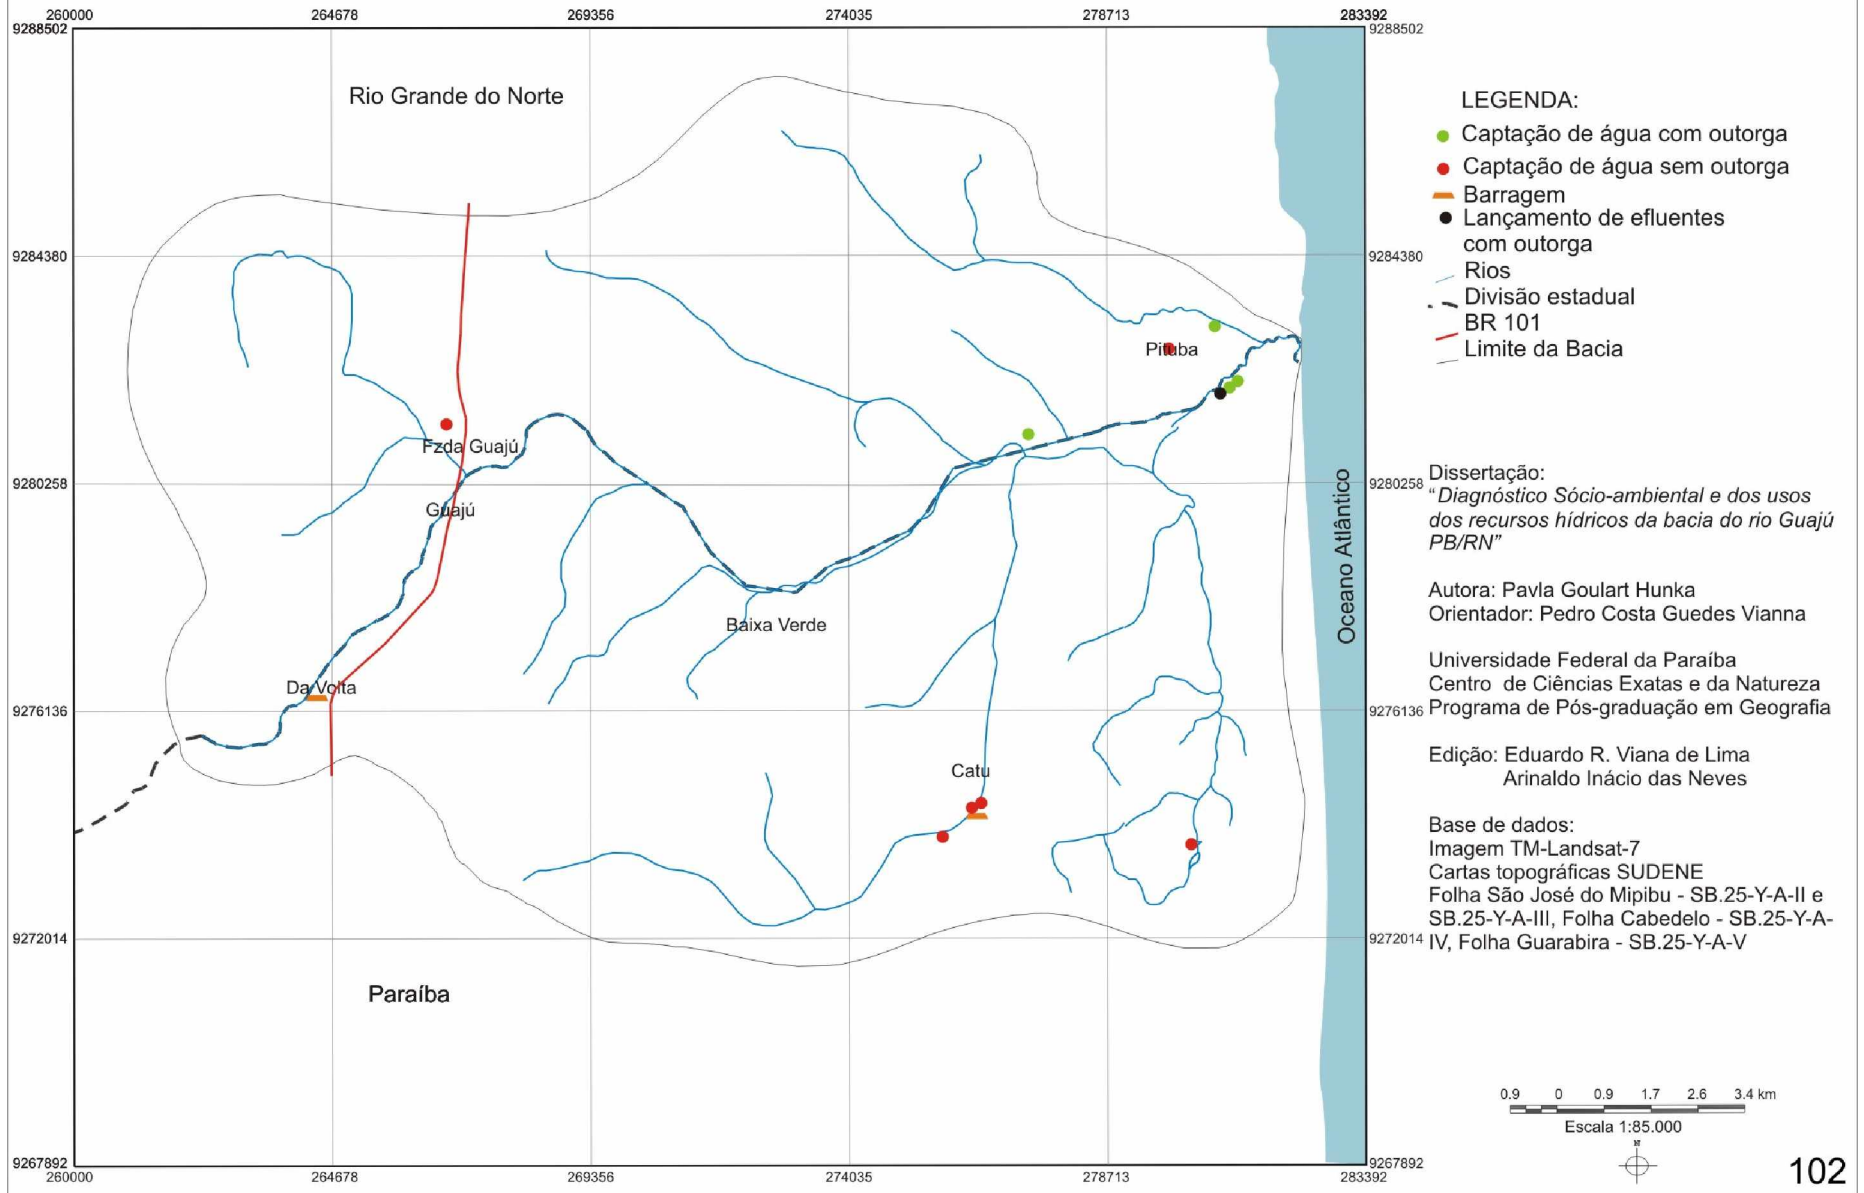 260000 264678 269356 274035 278713 283392
9288502 9288502
Rio Grande do Norte
9284380 9284380
Pituba
Fzda Guajú
9280258 9280258
Guajú
Baixa Verde
Da Volta
9276136 9276136
Catu
9272014 9272014
Paraíba
Oceano Atlântico
9267892 9267892
260000 264678 269356 274035 278713 283392
LEGENDA:
Captação de água com outorga
Captação de água sem outorga
Barragem
Lançamento de efluentes
com outorga
Rios
Divisão estadual
BR 101
Limite da Bacia
Dissertação:
"Diagnóstico Sócio-ambiental e dos usos
dos recursos hídricos da bacia do rio Guajú
PB/RN"
Autora: Pavla Goulart Hunka
Orientador: Pedro Costa Guedes Vianna
Universidade Federal da Paraíba
Centro de Ciências Exatas e da Natureza
Programa de Pós-graduação em Geografia
Edição: Eduardo R. Viana de Lima
Arinaldo Inácio das Neves
Base de dados:
Imagem TM-Landsat-7
Cartas topográficas SUDENE
Folha São José do Mipibu - SB.25-Y-A-II e
SB.25-Y-A-III, Folha Cabedelo - SB.25-Y-A-
IV, Folha Guarabira - SB.25-Y-A-V
0.9 0 0.9 1.7 2.6 3.4 km
Escala 1:85.000
N
102